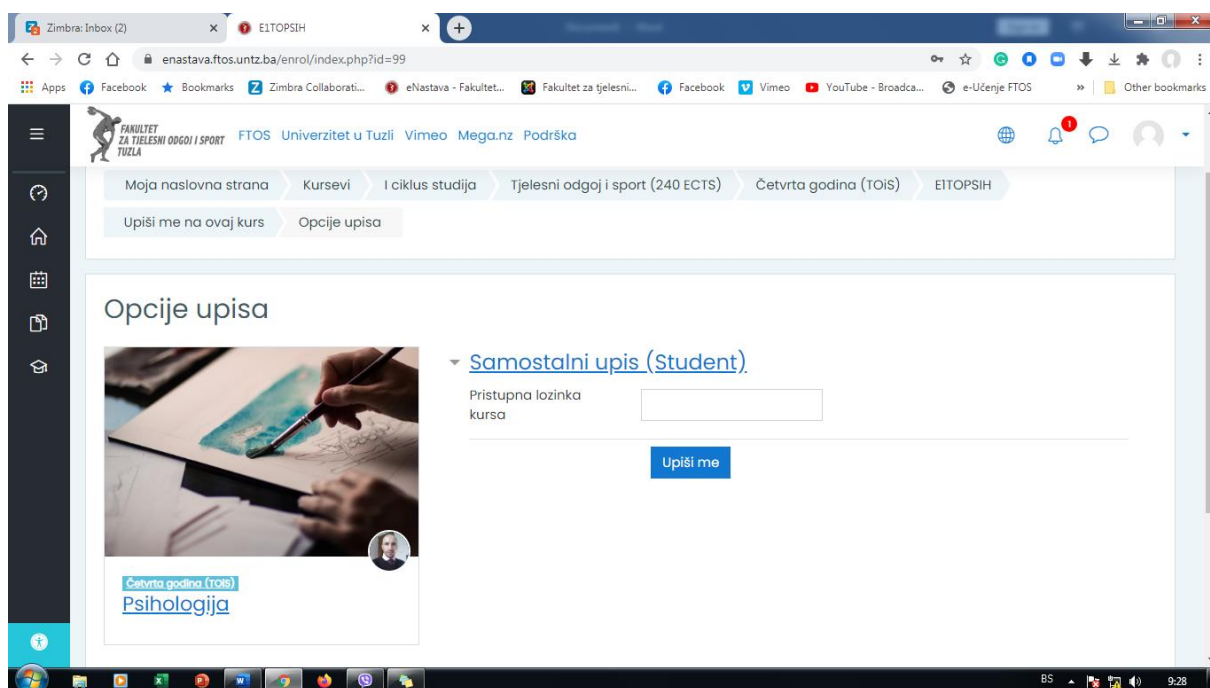 Zimbra: Inbox (2)
E1TOPSIH
enastava.ftos.untz.ba/enrol/index.php?id=99
Apps Facebook Bookmarks Zimbra Collaborati... eNastava - Fakultet... Fakultet za tjelesni... Facebook Vimeo YouTube - Broadca... e-Učenje FTOS » Other bookmarks
FAKULTET
ZA TJELESNI ODGOJ I SPORT
TUZLA
FTOS Univerzitet u Tuzli Vimeo Mega.nz Podrška
1
Moja naslovna strana Kursevi I ciklus studija Tjelesni odgoj i sport (240 ECTS) Četvrta godina (TOiS) E1TOPSIH
Upiši me na ovaj kurs Opcije upisa
Opcije upisa
Samostalni upis (Student)
Pristupna lozinka
kursa
Upiši me
Četvrta godina (TOiS)
Psihologija
BS 9:28